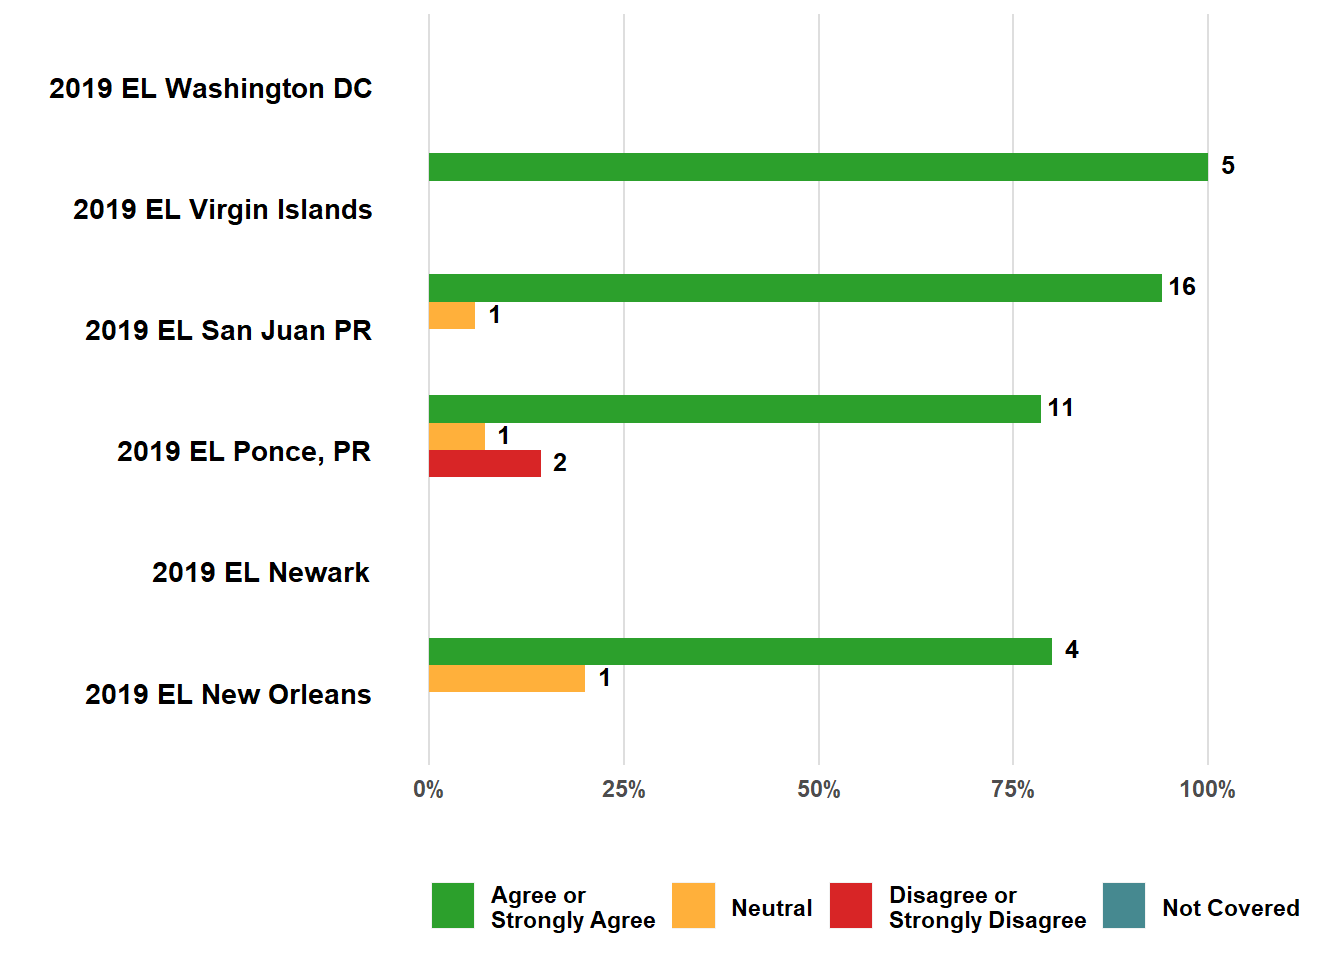 2019 EL Washington DC
5
2019 EL Virgin Islands
16
1
2019 EL San Juan PR
11
1
2019 EL Ponce, PR
2
2019 EL Newark
4
1
2019 EL New Orleans
0% 25% 50% 75% 100%
Agree or
Strongly Agree
Neutral
Disagree or
Strongly Disagree
Not Covered